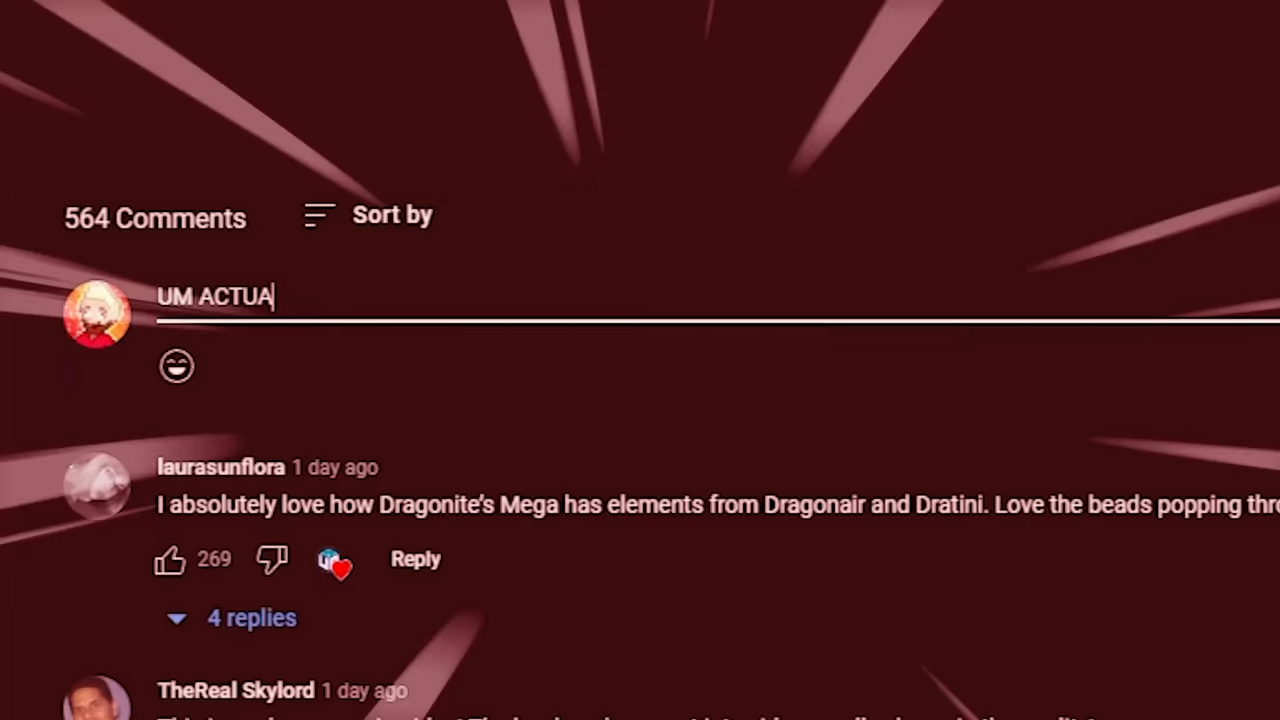 564 Comments
Sort by
UM ACTUA
laurasunflora 1 day ago
I absolutely love how Dragonite's Mega has elements from Dragonair and Dratini. Love the beads popping
269
Reply
4 replies
TheReal Skylord 1 day ago